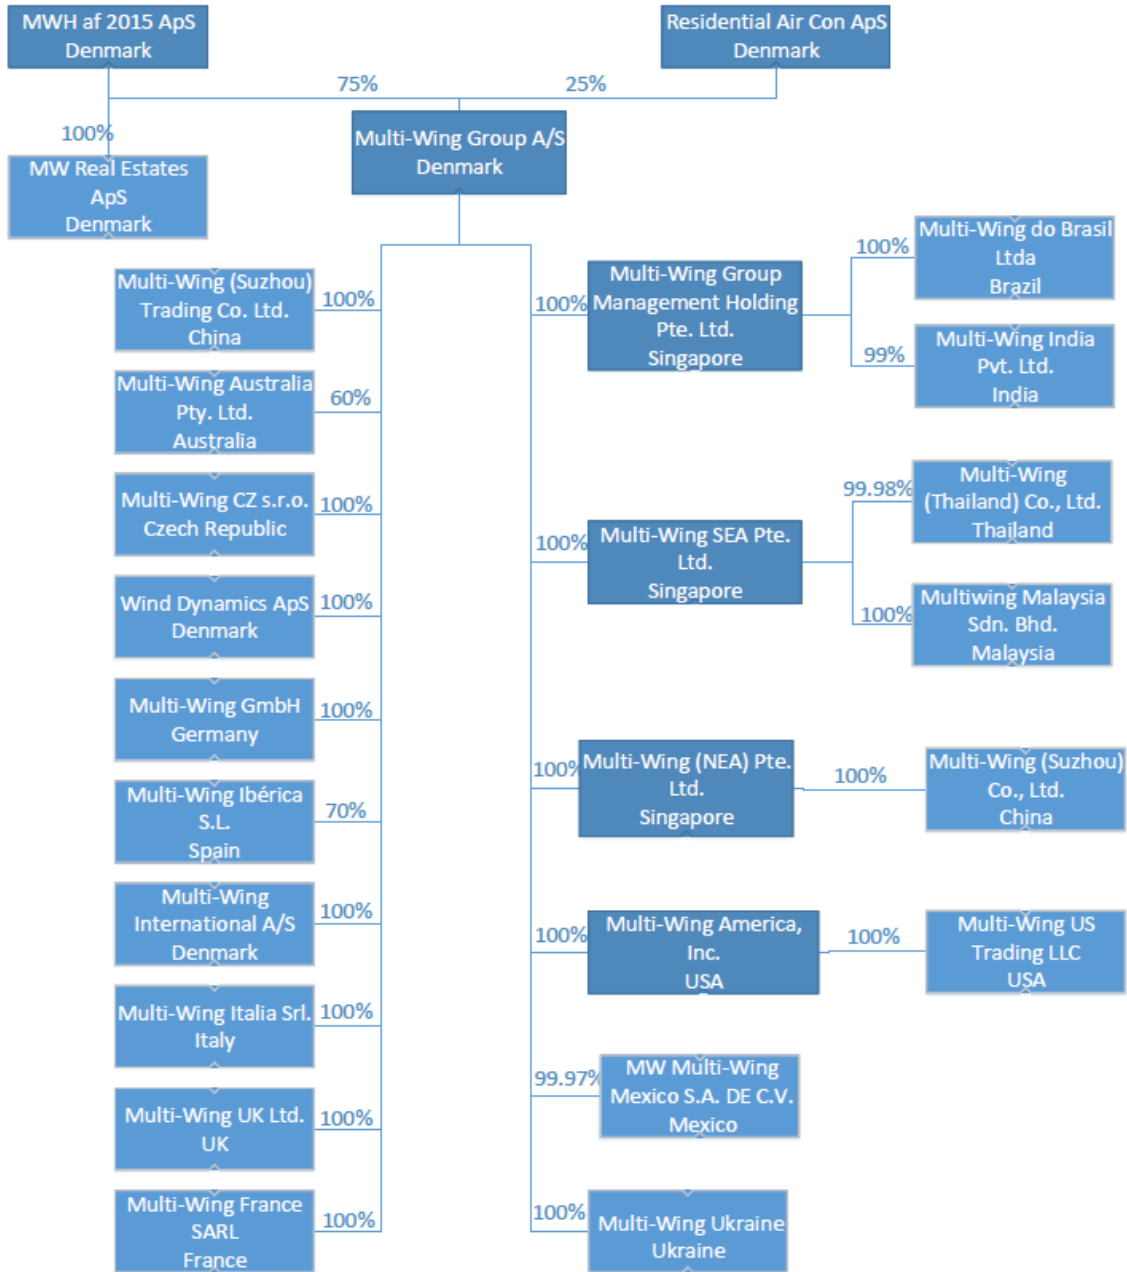 MWH af 2015 ApS
Denmark
Residential Air Con ApS
Denmark
75%
25%
100%
Multi-Wing Group A/S
Denmark
MW Real Estates
ApS
Denmark
Multi-Wing (Suzhou)
Trading Co. Ltd.
China
100%
Multi-Wing Australia
Pty. Ltd.
Australia
60%
Multi-Wing CZ s.r.o.
Czech Republic
100%
Wind Dynamics ApS
Denmark
100%
Multi-Wing GmbH
Germany
100%
Multi-Wing Ibérica
S.L.
Spain
70%
Multi-Wing
International A/S
Denmark
100%
Multi-Wing Italia Srl.
Italy
100%
Multi-Wing UK Ltd.
UK
100%
Multi-Wing France
SARL
France
100%
100%
Multi-Wing Group
Management Holding
Pte. Ltd.
Singapore
100%
Multi-Wing do Brasil
Ltda
Brazil
99%
Multi-Wing India
Pvt. Ltd.
India
100%
Multi-Wing SEA Pte.
Ltd.
Singapore
99.98%
Multi-Wing
(Thailand) Co., Ltd.
Thailand
100%
Multiwing Malaysia
Sdn. Bhd.
Malaysia
100%
Multi-Wing (NEA) Pte.
Ltd.
Singapore
100%
Multi-Wing (Suzhou)
Co., Ltd.
China
100%
Multi-Wing America,
Inc.
USA
100%
Multi-Wing US
Trading LLC
USA
99.97%
MW Multi-Wing
Mexico S.A. DE C.V.
Mexico
100%
Multi-Wing Ukraine
Ukraine